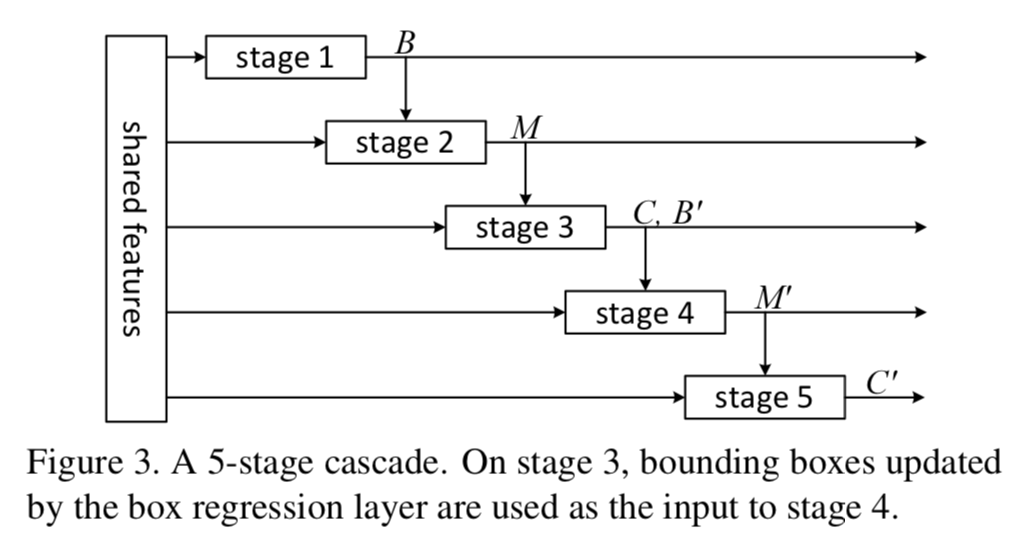 shared features
stage 1
B
stage 2
M
stage 3
C, B′
stage 4
M′
stage 5
C′
Figure 3. A 5-stage cascade. On stage 3, bounding boxes updated
by the box regression layer are used as the input to stage 4.